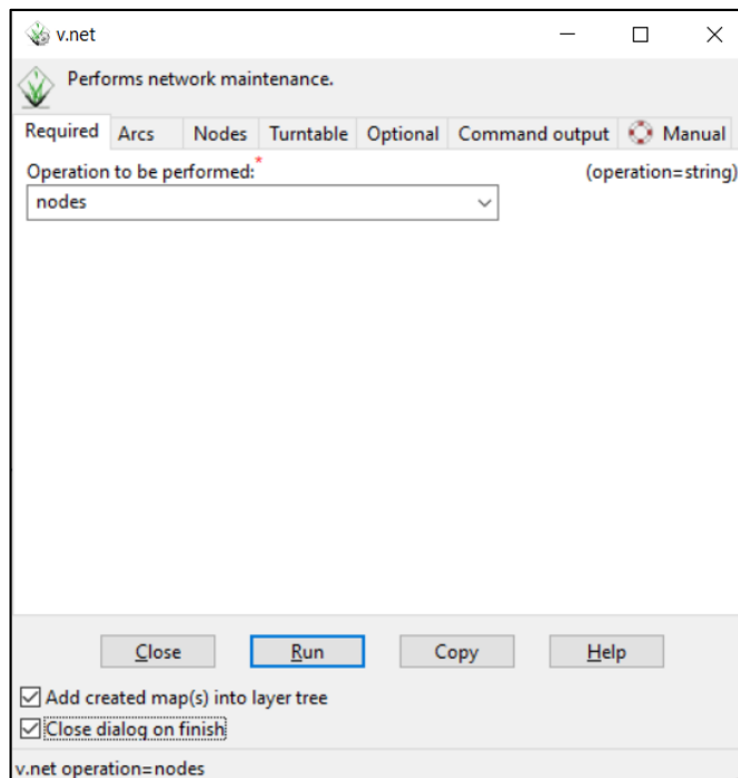 v.net
Performs network maintenance.
Required Arcs Nodes Turntable Optional Command output Manual
Operation to be performed:* (operation=string)
nodes
Close Run Copy Help
Add created map(s) into layer tree
Close dialog on finish
v.net operation=nodes